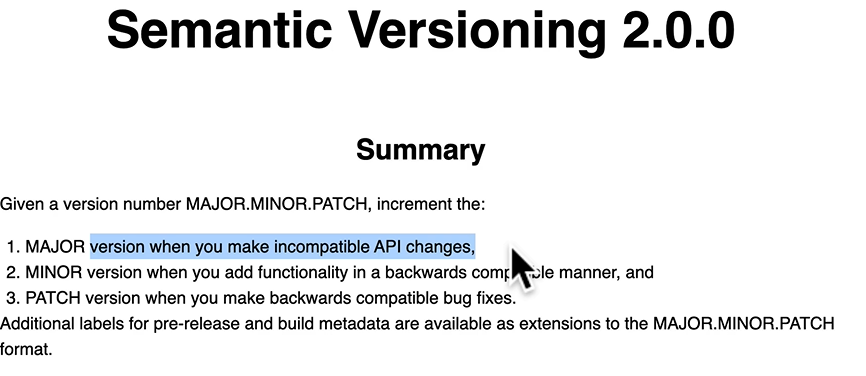 Semantic Versioning 2.0.0
Summary
Given a version number MAJOR.MINOR.PATCH, increment the:
1. MAJOR version when you make incompatible API changes,
2. MINOR version when you add functionality in a backwards manner, and
3. PATCH version when you make backwards compatible bug fixes.
Additional labels for pre-release and build metadata are available as extensions to the MAJOR.MINOR.PATCH
format.